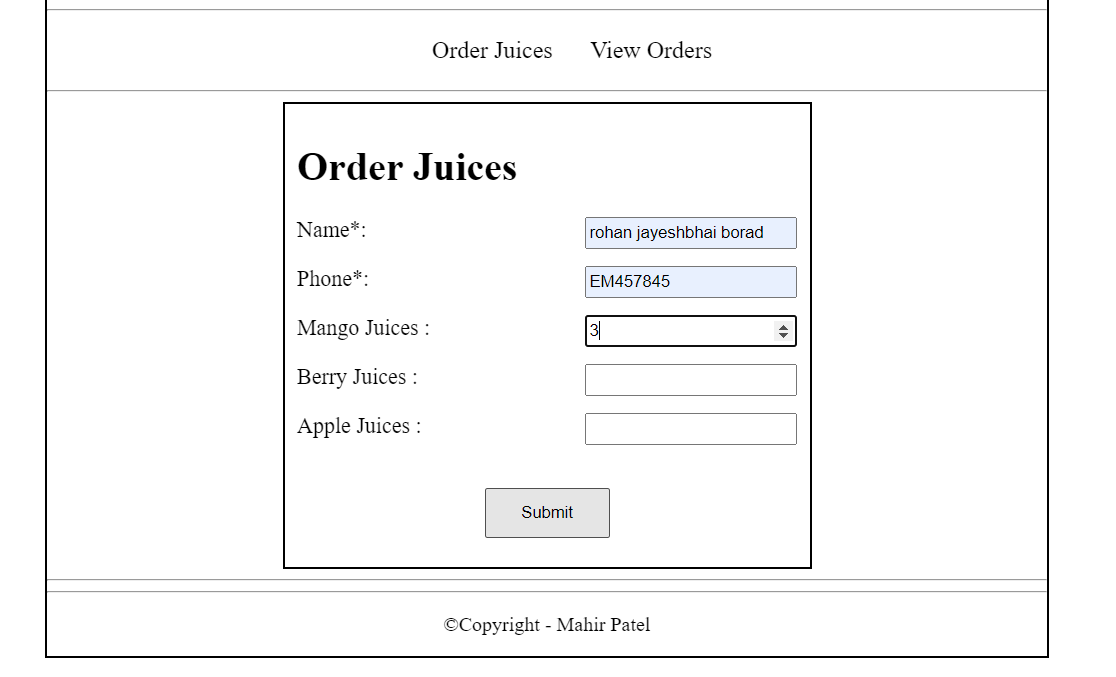 Order Juices View Orders
Order Juices
Name*: rohan jayeshbhai borad
Phone*: EM457845
Mango Juices : 3
Berry Juices :
Apple Juices :
Submit
©Copyright - Mahir Patel